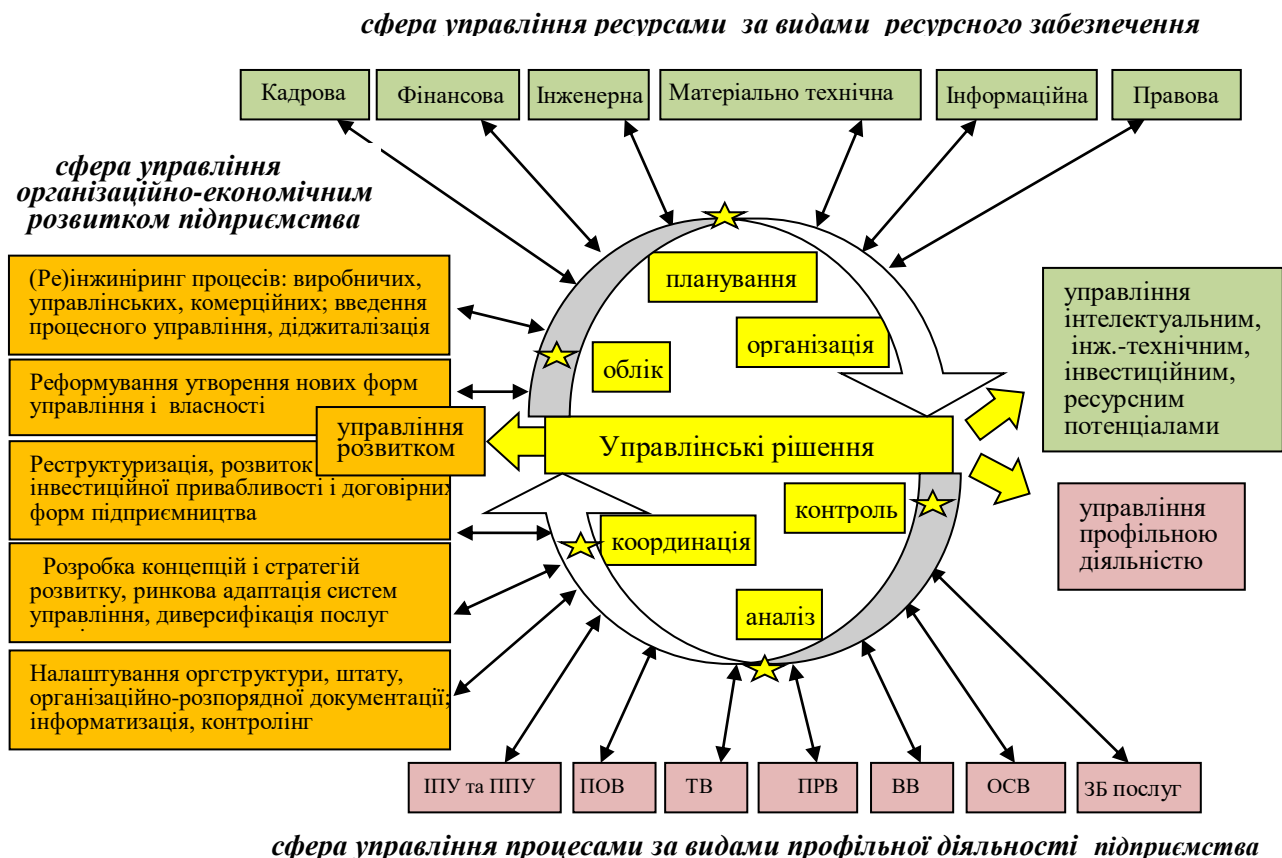 сфера управління ресурсами за видами ресурсного забезпечення
Кадрова
Фінансова
Інженерна
Матеріально технічна
Інформаційна
Правова
сфера управління
організаційно-економічним
розвитком підприємства
(Ре)інжиніринг процесів: виробничих,
управлінських, комерційних; введення
процесного управління, діджиталізація
Реформування утворення нових форм
управління і власності
управління
розвитком
Реструктуризація, розвиток
інвестиційної привабливості і договірних
форм підприємництва
Розробка концепцій і стратегій
розвитку, ринкова адаптація систем
управління, диверсифікація послуг
Налаштування оргструктури, штату,
організаційно-розпорядної документації;
інформатизація, контролінг
планування
організація
облік
Управлінські рішення
контроль
координація
аналіз
управління
інтелектуальним,
інж.-технічним,
інвестиційним,
ресурсним
потенціалами
управління
профільною
діяльністю
ІПУ та ППУ
ПОВ
ТВ
ПРВ
ВВ
ОСВ
ЗБ послуг
сфера управління процесами за видами профільної діяльності підприємства